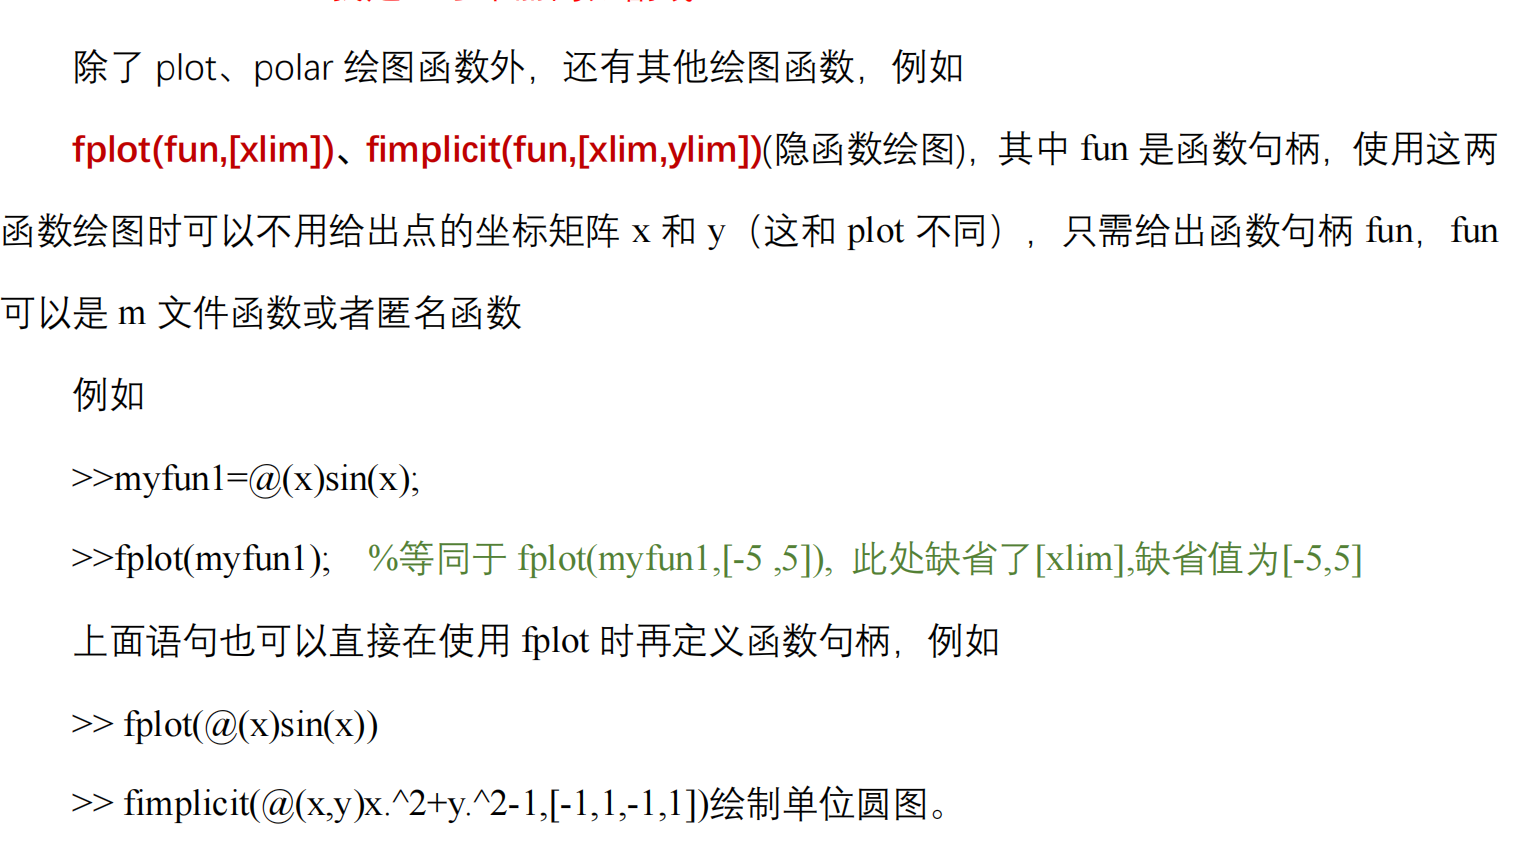 除了 plot、polar 绘图函数外，还有其他绘图函数，例如
fplot(fun,[xlim])、fimplicit(fun,[xlim,ylim])(隐函数绘图)，其中 fun 是函数句柄，使用这两
函数绘图时可以不用给出点的坐标矩阵 x 和 y（这和 plot 不同），只需给出函数句柄 fun，fun
可以是 m 文件函数或者匿名函数
例如
>>myfun1=@(x)sin(x);
>>fplot(myfun1);    %等同于 fplot(myfun1,[-5 ,5]), 此处缺省了[xlim],缺省值为[-5,5]
上面语句也可以直接在使用 fplot 时再定义函数句柄，例如
>> fplot(@(x)sin(x))
>> fimplicit(@(x,y)x.^2+y.^2-1,[-1,1,-1,1])绘制单位圆图。